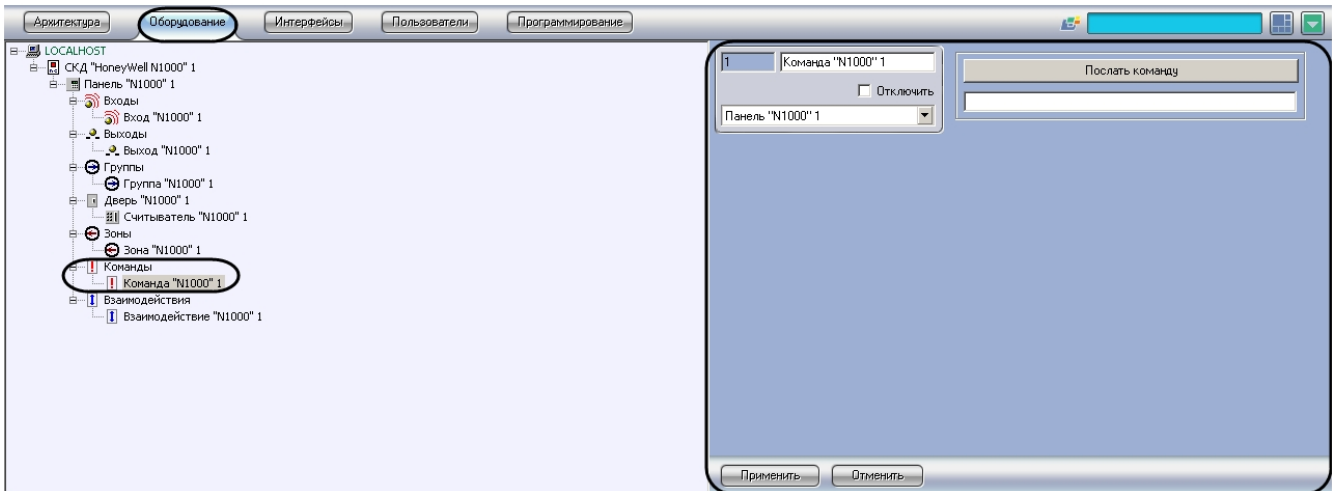 Архитектура Оборудование Интерфейсы Пользователи Программирование
LOCALHOST
СКД "HoneyWell N1000" 1
Панель "N1000" 1
Входы
Вход "N1000" 1
Выходы
Выход "N1000" 1
Группы
Группа "N1000" 1
Дверь "N1000" 1
Считыватель "N1000" 1
Зоны
Зона "N1000" 1
Команды
Команда "N1000" 1
Взаимодействия
Взаимодействие "N1000" 1
1 Команда "N1000" 1
Отключить
Панель "N1000" 1
Послать команду
Применить Отменить